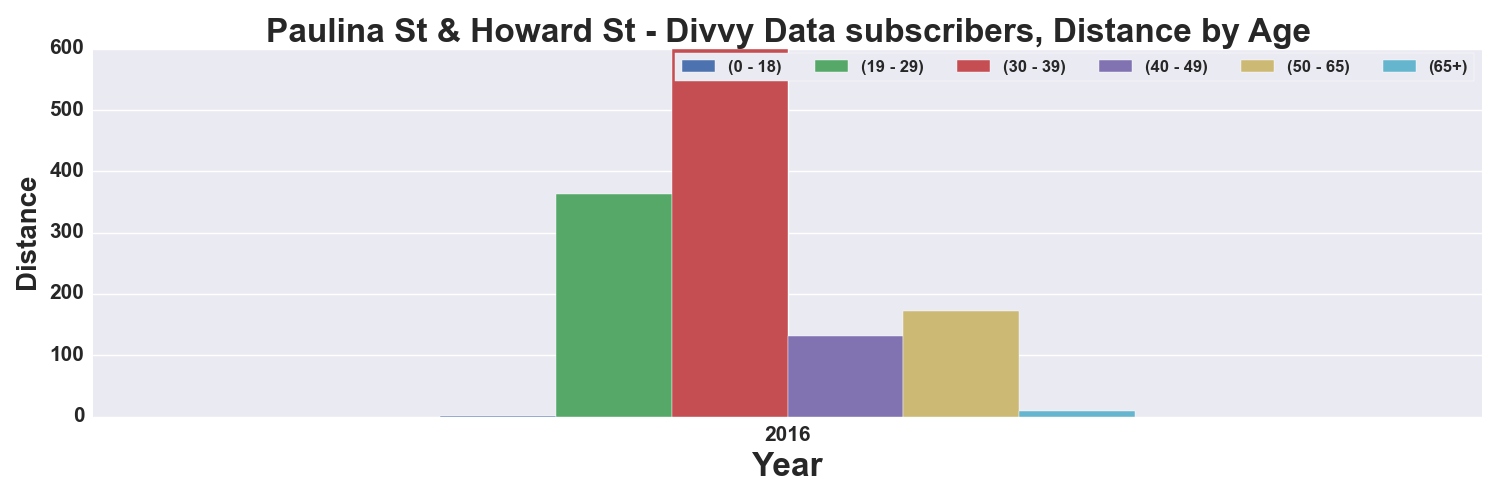 Paulina St & Howard St - Divvy Data subscribers, Distance by Age
600
500
400
300
200
100
0
Distance
(0 - 18) (19 - 29) (30 - 39) (40 - 49) (50 - 65) (65+)
2016
Year